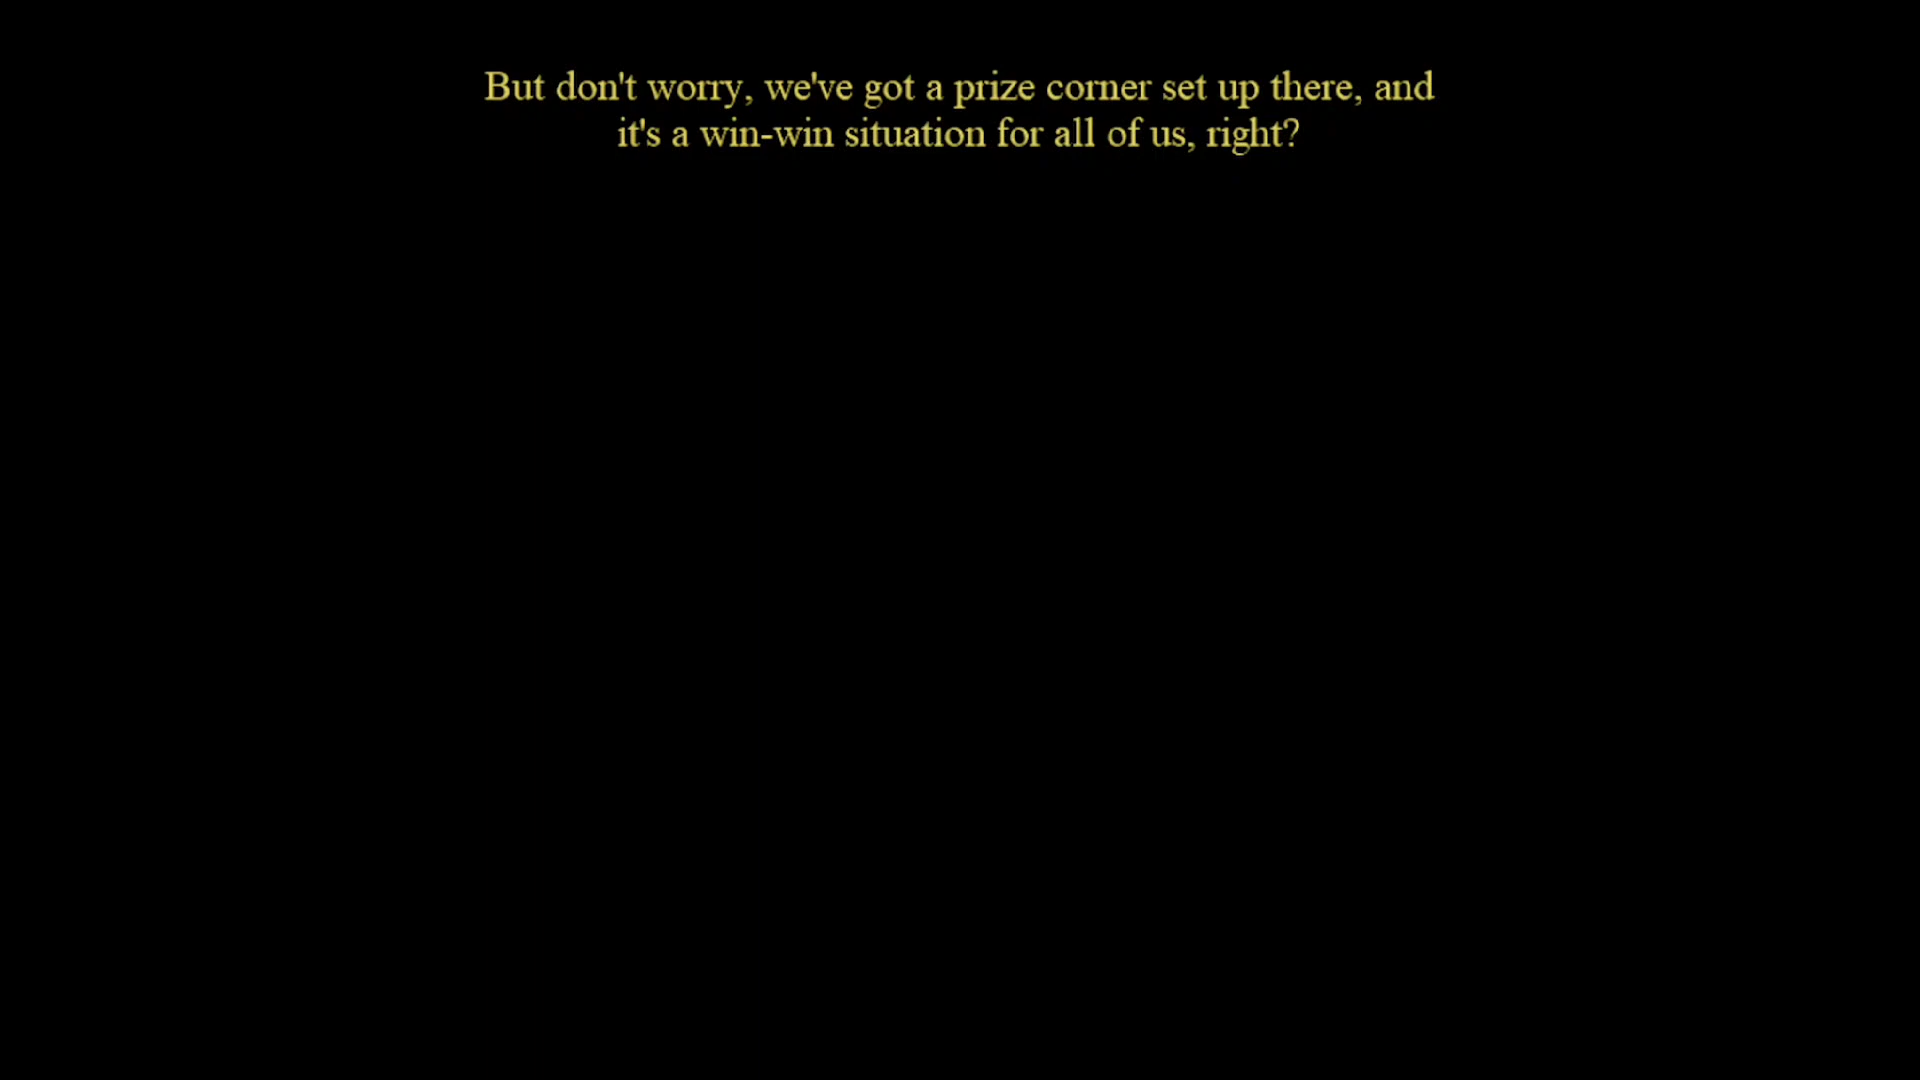 But don't worry, we've got a prize corner set up there, and
it's a win-win situation for all of us, right?